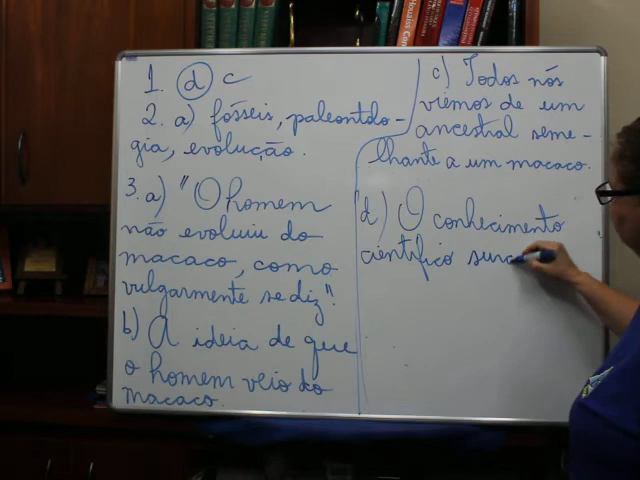 1. d c
2. a) fósseis, paleontolo-
gia, evolução.
3. a) "O homem
não evoluiu do
macaco, como
vulgarmente se diz".
b) A ideia de que
o homem veio do
macaco.
c) Todos nós
viemos de um
ancestral seme-
lhante a um macaco.
d) O conhecimento
científico